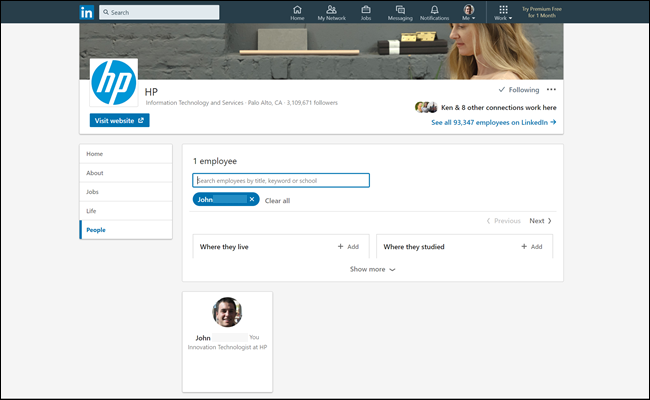 in
Search
Home
My Network
Jobs
Messaging
Notifications
Me
Work
Try Premium Free
for 1 Month
hp
HP
Following
Information Technology and Services · Palo Alto, CA · 3,109,671 followers
Ken & 8 other connections work here
Visit website
See all 93,347 employees on LinkedIn
Home
About
Jobs
Life
People
1 employee
Search employees by title, keyword or school
John
Clear all
Previous Next
Where they live + Add
Where they studied + Add
Show more
John You
Innovation Technologist at HP